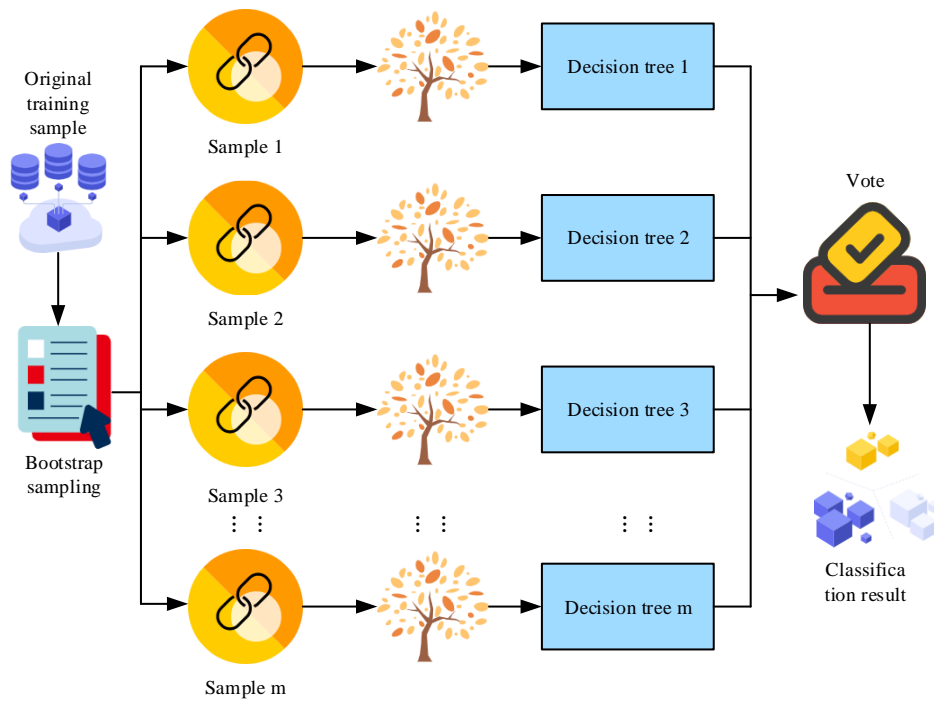 Original
training
sample
Bootstrap
sampling
Sample 1
Decision tree 1
Sample 2
Decision tree 2
Sample 3
Decision tree 3
⋮ ⋮
⋮ ⋮
⋮ ⋮
Sample m
Decision tree m
Vote
Classifica
tion result